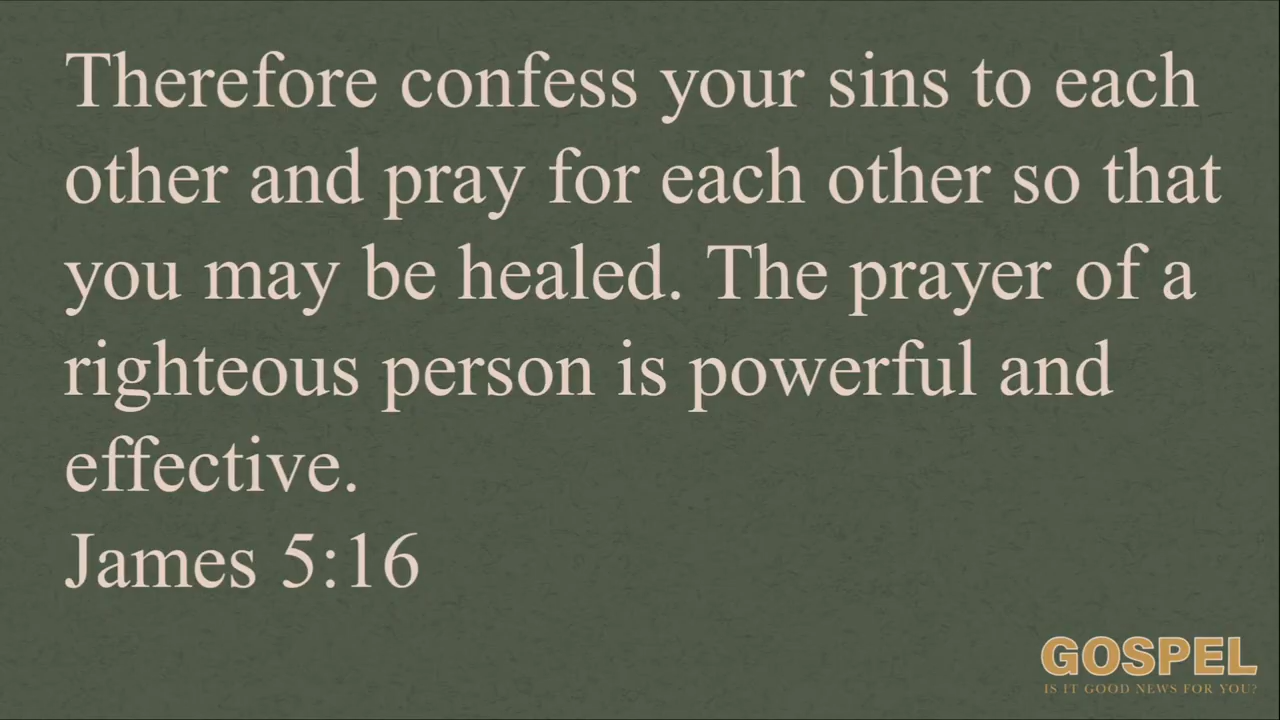 Therefore confess your sins to each
other and pray for each other so that
you may be healed. The prayer of a
righteous person is powerful and
effective.
James 5:16
GOSPEL
IS IT GOOD NEWS FOR YOU?